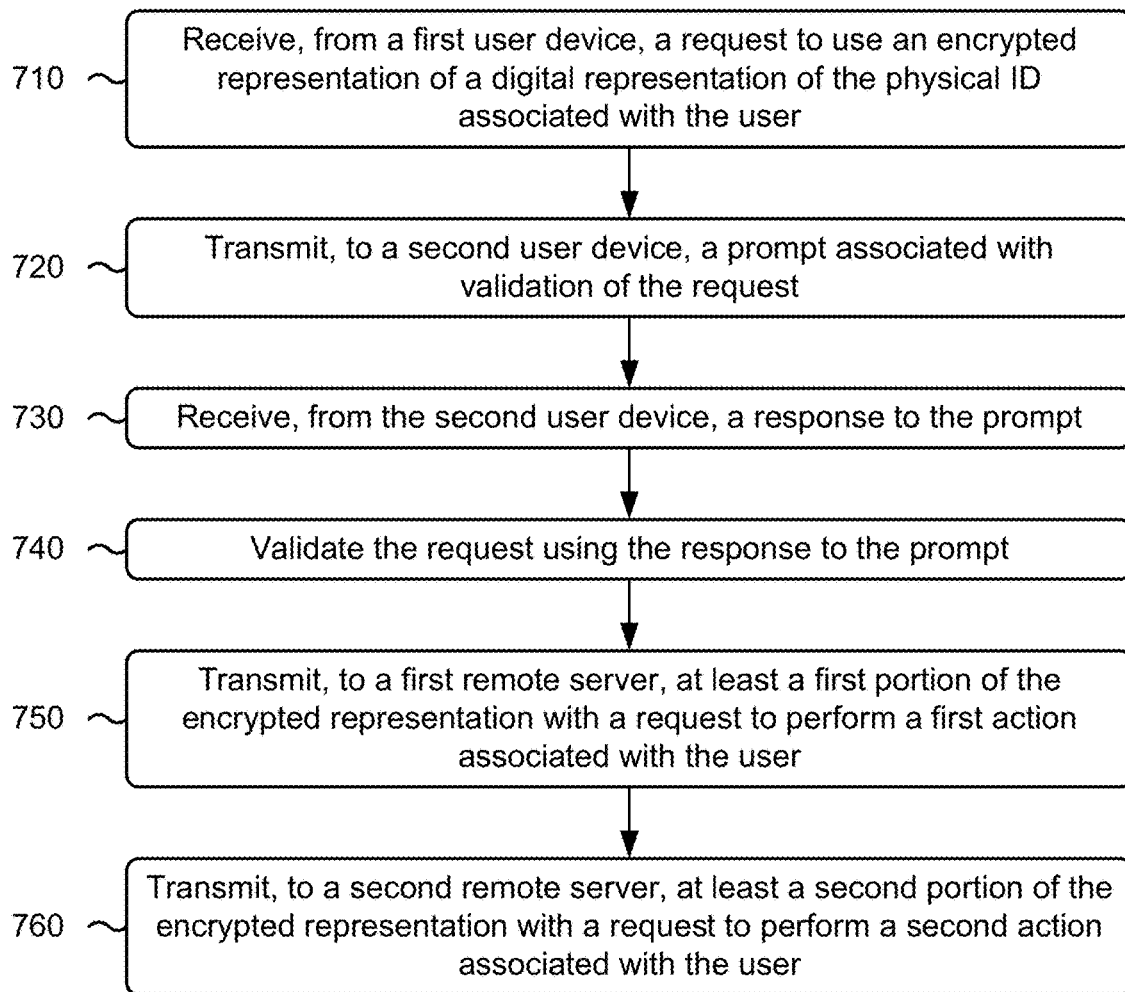 Receive, from a first user device, a request to use an encrypted
710 representation of a digital representation of the physical ID
associated with the user
Transmit, to a second user device, a prompt associated with
720
validation of the request
730 Receive, from the second user device, a response to the prompt
740 Validate the request using the response to the prompt
Transmit, to a first remote server, at least a first portion of the
750 encrypted representation with a request to perform a first action
associated with the user
Transmit, to a second remote server, at least a second portion of the
760 encrypted representation with a request to perform a second action
associated with the user